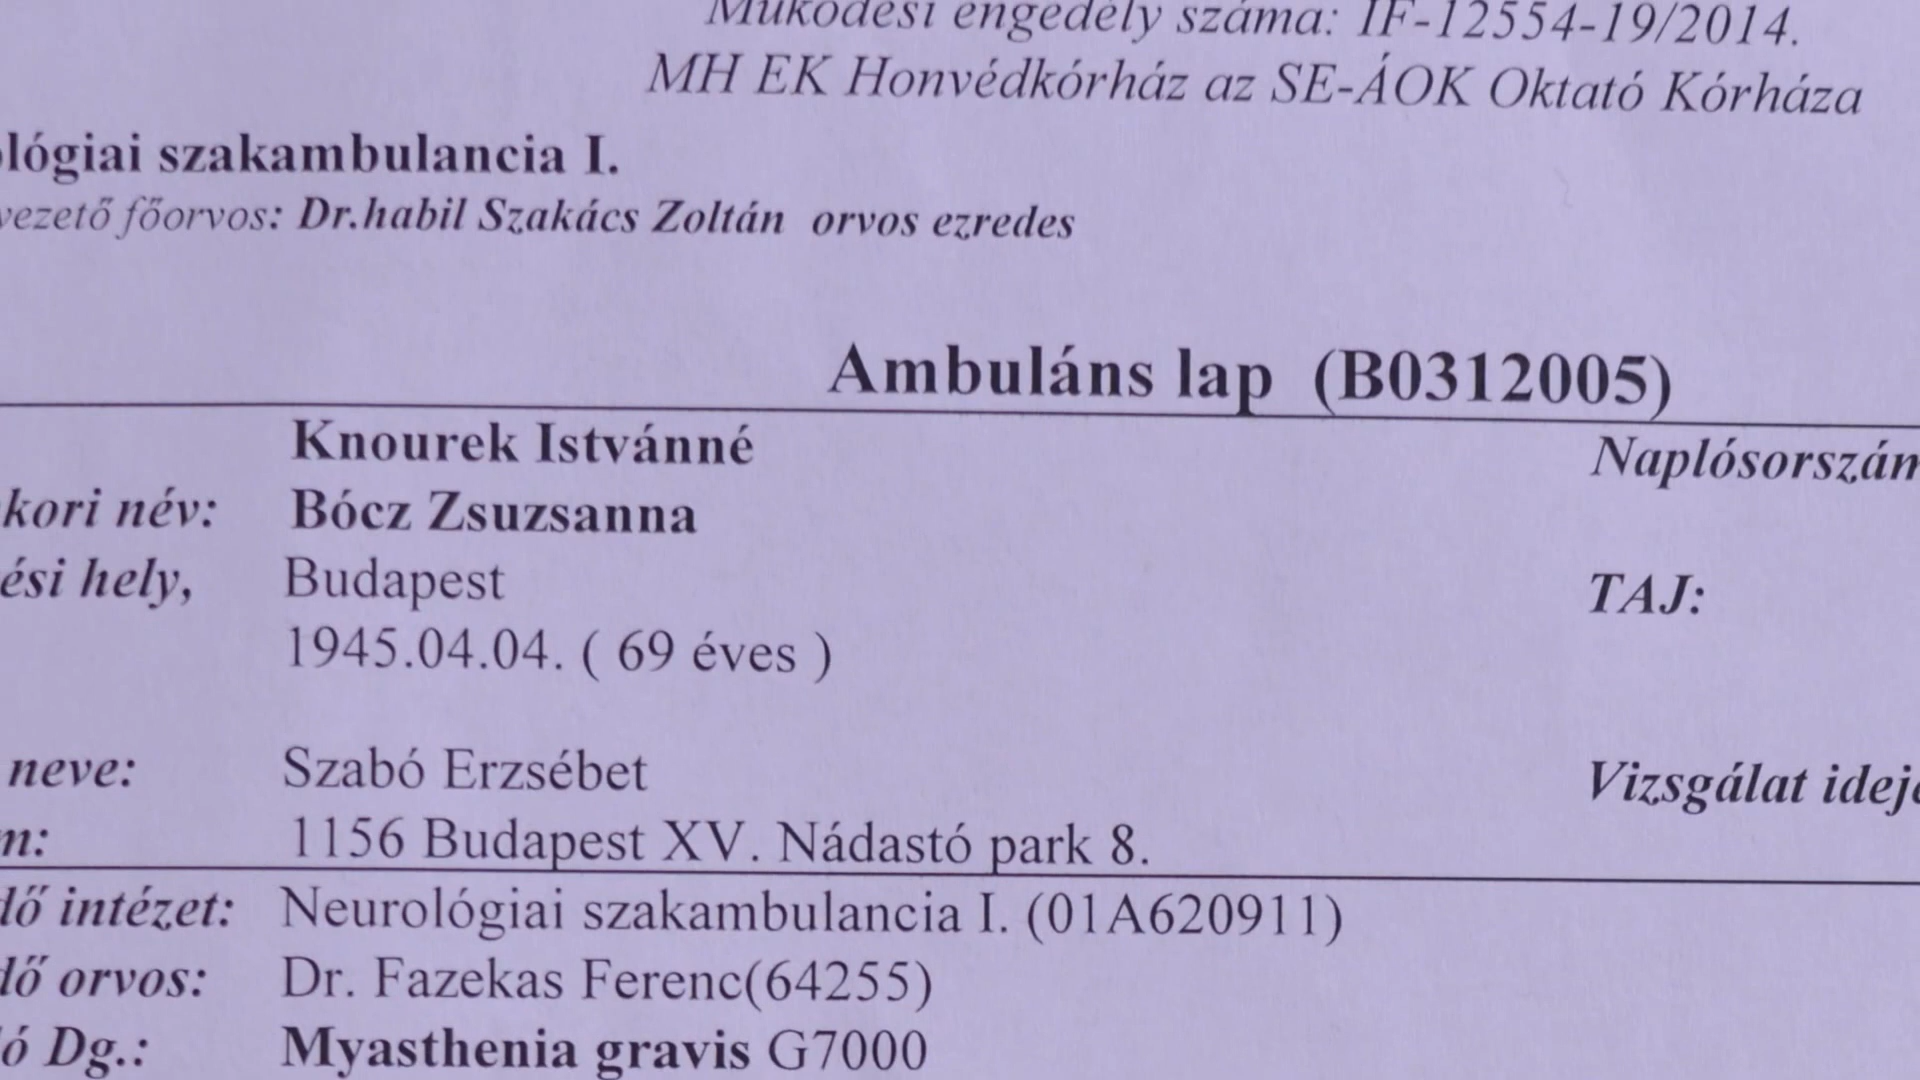 Működési engedély száma: IF-12554-19/2014.
MH EK Honvédkórház az SE-ÁOK Oktató Kórháza
lógiai szakambulancia I.
vezető főorvos: Dr.habil Szakács Zoltán orvos ezredes
Ambuláns lap (B0312005)
Knourek Istvánné
Naplósorszám
kori név: Bócz Zsuzsanna
ési hely, Budapest
TAJ:
1945.04.04. ( 69 éves )
neve: Szabó Erzsébet
Vizsgálat ideje
m: 1156 Budapest XV. Nádastó park 8.
dő intézet: Neurológiai szakambulancia I. (01A620911)
dő orvos: Dr. Fazekas Ferenc(64255)
ó Dg.: Myasthenia gravis G7000